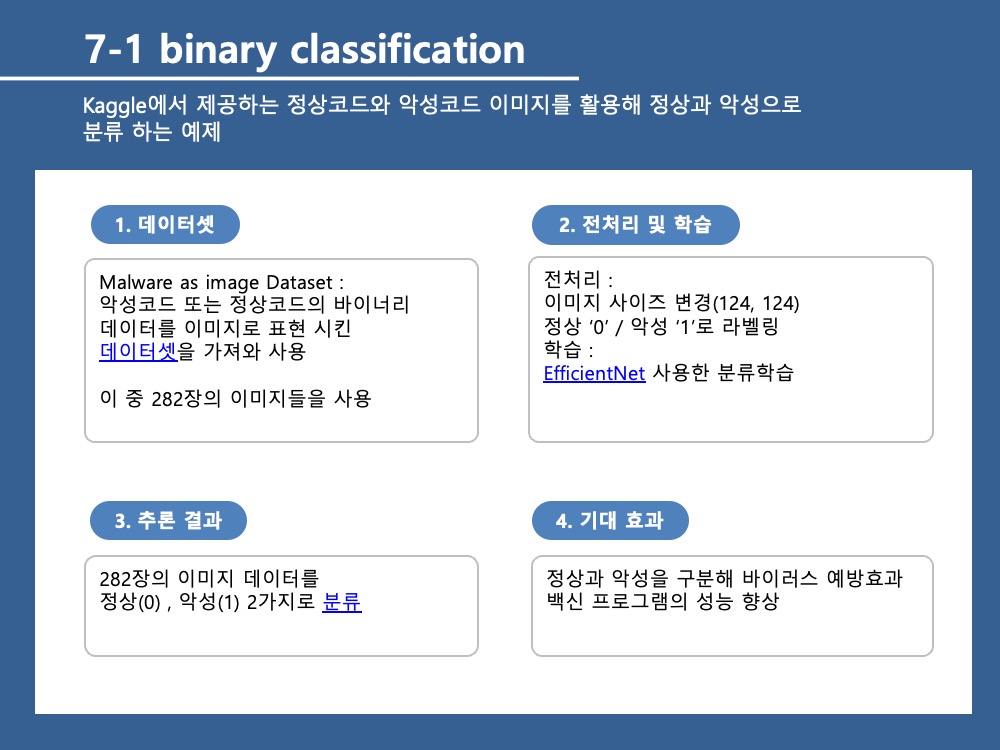 7-1 binary classification
Kaggle에서 제공하는 정상코드와 악성코드 이미지를 활용해 정상과 악성으로
분류 하는 예제
1. 데이터셋
Malware as image Dataset :
악성코드 또는 정상코드의 바이너리
데이터를 이미지로 표현 시킨
데이터셋을 가져와 사용
이 중 282장의 이미지들을 사용
2. 전처리 및 학습
전처리 :
이미지 사이즈 변경(124, 124)
정상 ‘0’ / 악성 ‘1’로 라벨링
학습 :
EfficientNet 사용한 분류학습
3. 추론 결과
282장의 이미지 데이터를
정상(0) , 악성(1) 2가지로 분류
4. 기대 효과
정상과 악성을 구분해 바이러스 예방효과
백신 프로그램의 성능 향상